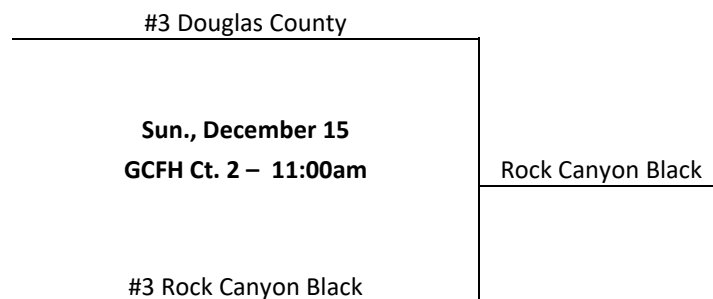 #3 Douglas County
Sun., December 15
GCFH Ct. 2 – 11:00am
Rock Canyon Black
#3 Rock Canyon Black